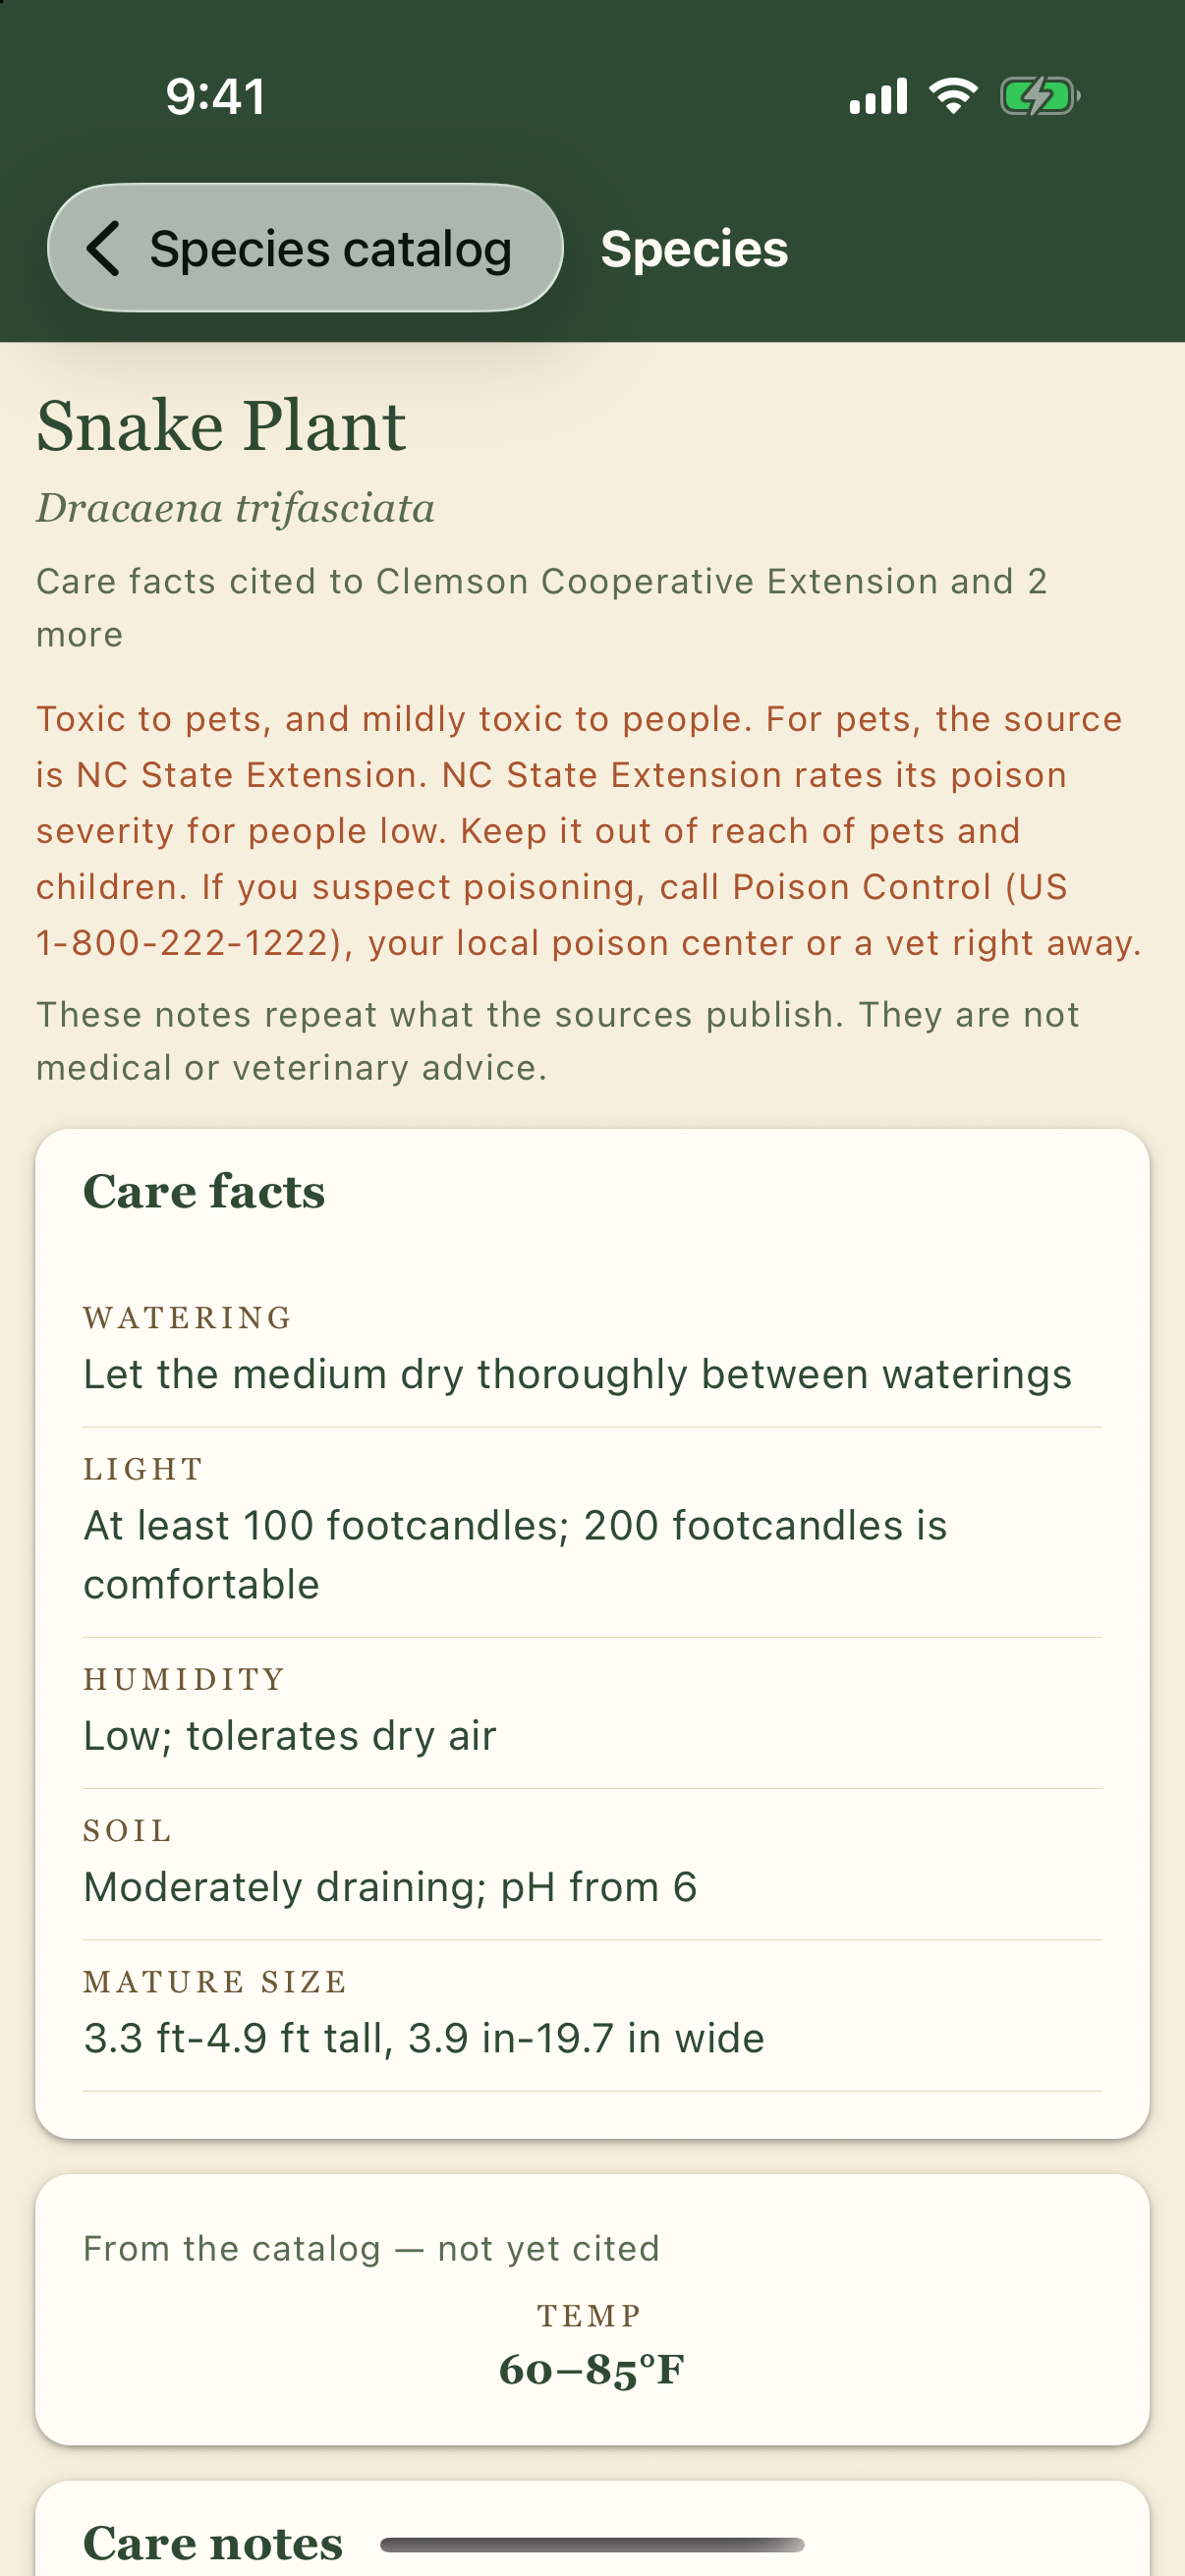 9:41
Species catalog
Species
Snake Plant
Dracaena trifasciata
Care facts cited to Clemson Cooperative Extension and 2
more
Toxic to pets, and mildly toxic to people. For pets, the source
is NC State Extension. NC State Extension rates its poison
severity for people low. Keep it out of reach of pets and
children. If you suspect poisoning, call Poison Control (US
1-800-222-1222), your local poison center or a vet right away.
These notes repeat what the sources publish. They are not
medical or veterinary advice.
Care facts
WATERING
Let the medium dry thoroughly between waterings
LIGHT
At least 100 footcandles; 200 footcandles is
comfortable
HUMIDITY
Low; tolerates dry air
SOIL
Moderately draining; pH from 6
MATURE SIZE
3.3 ft-4.9 ft tall, 3.9 in-19.7 in wide
From the catalog — not yet cited
TEMP
60–85°F
Care notes